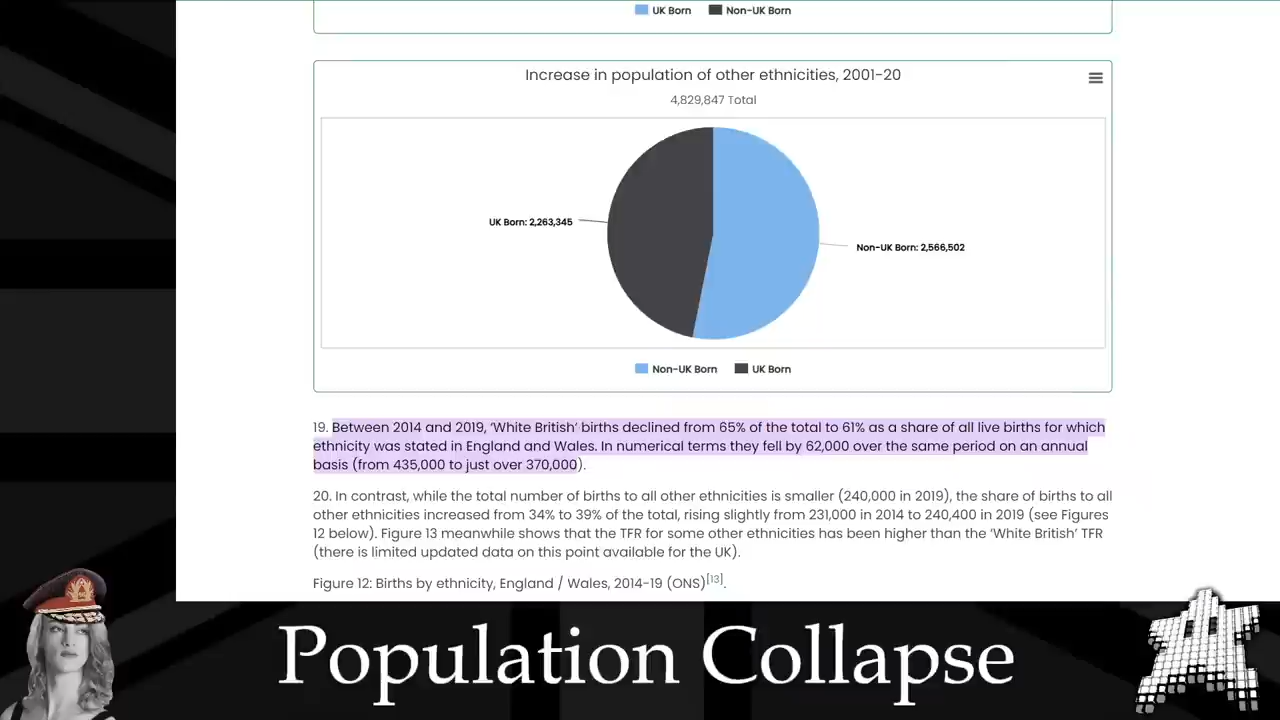 UK Born Non-UK Born
Increase in population of other ethnicities, 2001-20
4,829,847 Total
UK Born: 2,263,345
Non-UK Born: 2,566,502
Non-UK Born UK Born
19. Between 2014 and 2019, ‘White British’ births declined from 65% of the total to 61% as a share of all live births for which
ethnicity was stated in England and Wales. In numerical terms they fell by 62,000 over the same period on an annual
basis (from 435,000 to just over 370,000).
20. In contrast, while the total number of births to all other ethnicities is smaller (240,000 in 2019), the share of births to all
other ethnicities increased from 34% to 39% of the total, rising slightly from 231,000 in 2014 to 240,400 in 2019 (see Figures
12 below). Figure 13 meanwhile shows that the TFR for some other ethnicities has been higher than the ‘White British’ TFR
(there is limited updated data on this point available for the UK).
Figure 12: Births by ethnicity, England / Wales, 2014-19 (ONS)[13].
Population Collapse